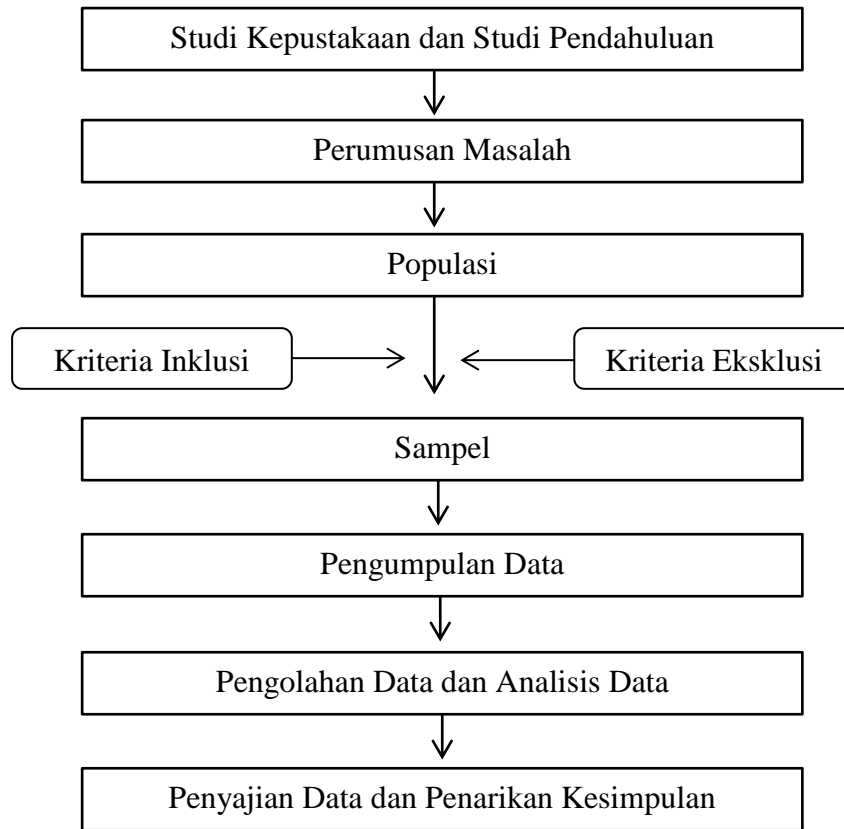 Studi Kepustakaan dan Studi Pendahuluan
Perumusan Masalah
Populasi
Kriteria Inklusi
Kriteria Eksklusi
Sampel
Pengumpulan Data
Pengolahan Data dan Analisis Data
Penyajian Data dan Penarikan Kesimpulan